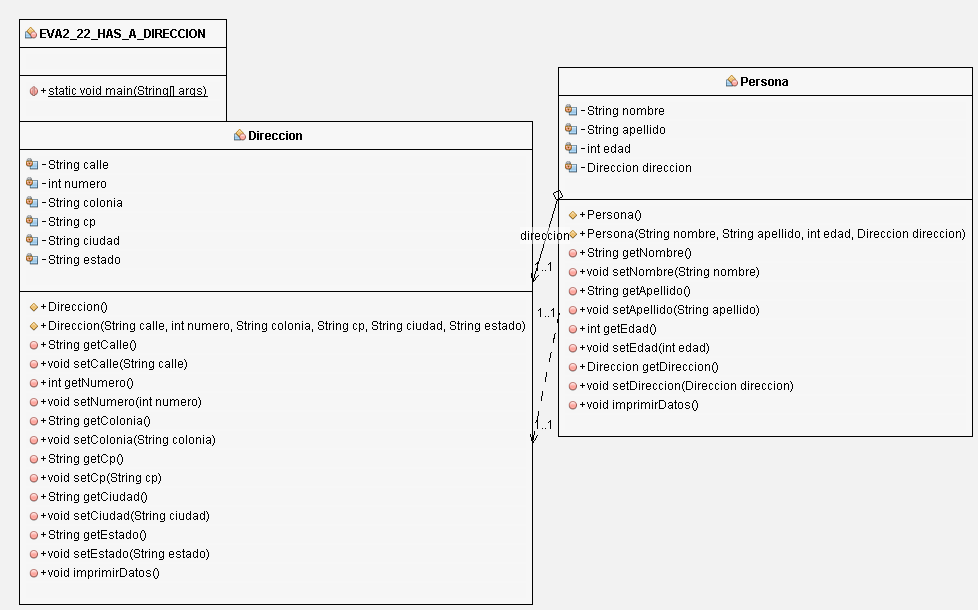 EVA2_22_HAS_A_DIRECCION
+static void main(String[] args)
Direccion
-String calle
-int numero
-String colonia
-String cp
-String ciudad
-String estado
+Direccion()
+Direccion(String calle, int numero, String colonia, String cp, String ciudad, String estado)
+String getCalle()
+void setCalle(String calle)
+int getNumero()
+void setNumero(int numero)
+String getColonia()
+void setColonia(String colonia)
+String getCp()
+void setCp(String cp)
+String getCiudad()
+void setCiudad(String ciudad)
+String getEstado()
+void setEstado(String estado)
+void imprimirDatos()
direccion
1..1
1..1
1..1
Persona
-String nombre
-String apellido
-int edad
-Direccion direccion
+Persona()
+Persona(String nombre, String apellido, int edad, Direccion direccion)
+String getNombre()
+void setNombre(String nombre)
+String getApellido()
+void setApellido(String apellido)
+int getEdad()
+void setEdad(int edad)
+Direccion getDireccion()
+void setDireccion(Direccion direccion)
+void imprimirDatos()